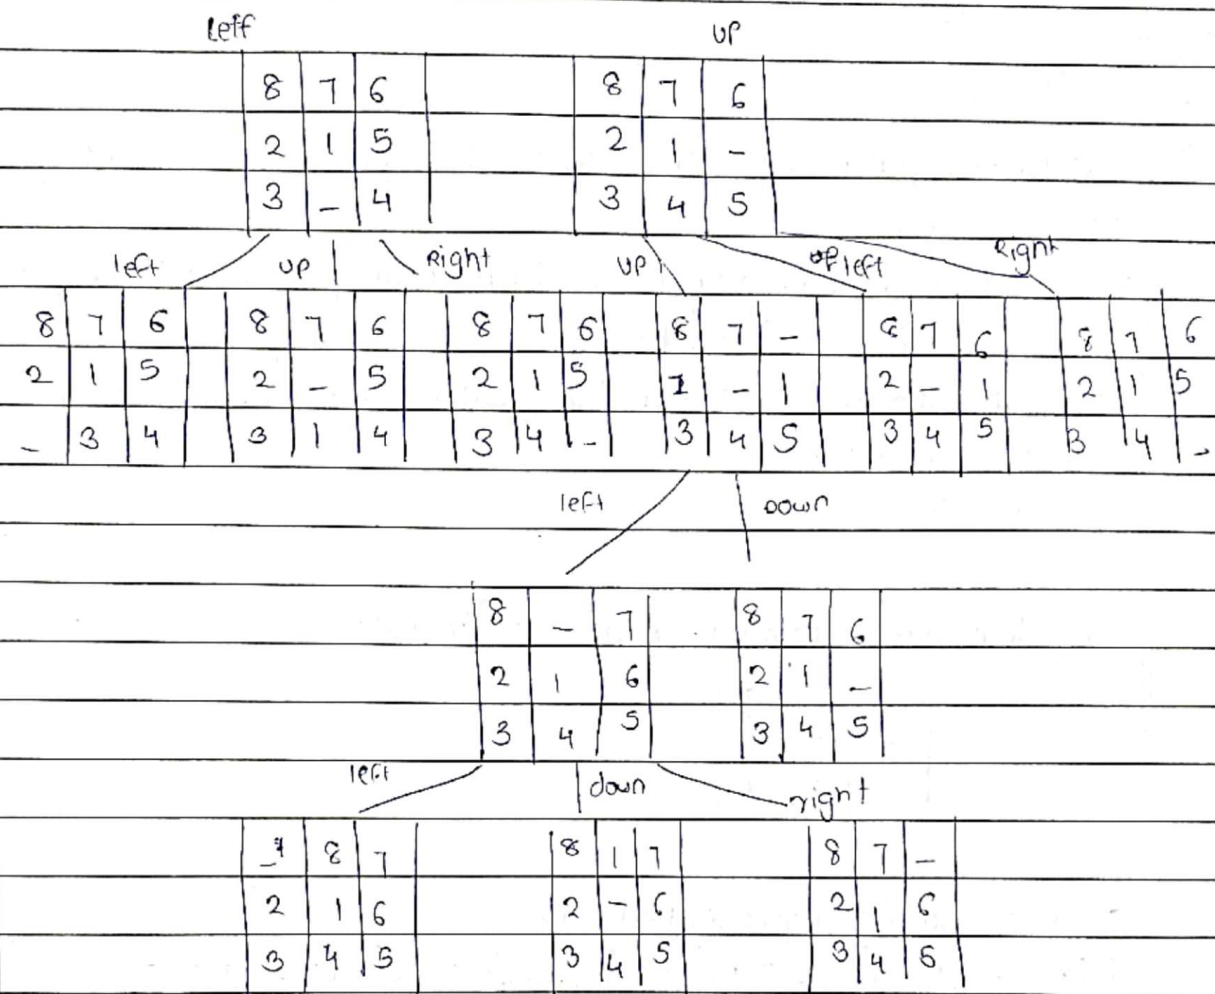 Left up
8 7 6 8 7 6
2 1 5 2 1 -
3 - 4 3 4 5
left up Right up left Right
8 7 6 8 7 6 8 7 6 8 7 - 8 7 6 8 7 6
2 1 5 2 - 5 2 1 5 - 1 2 - 1 2 1 5
- 3 4 3 1 4 3 4 - 3 4 5 3 4 5 3 4 -
left Down
8 - 7 8 7 6
2 1 6 2 1 -
3 4 5 3 4 5
left down right
- 8 7 8 1 7 8 7 -
2 1 6 2 - 6 2 1 6
3 4 5 3 4 5 3 4 5